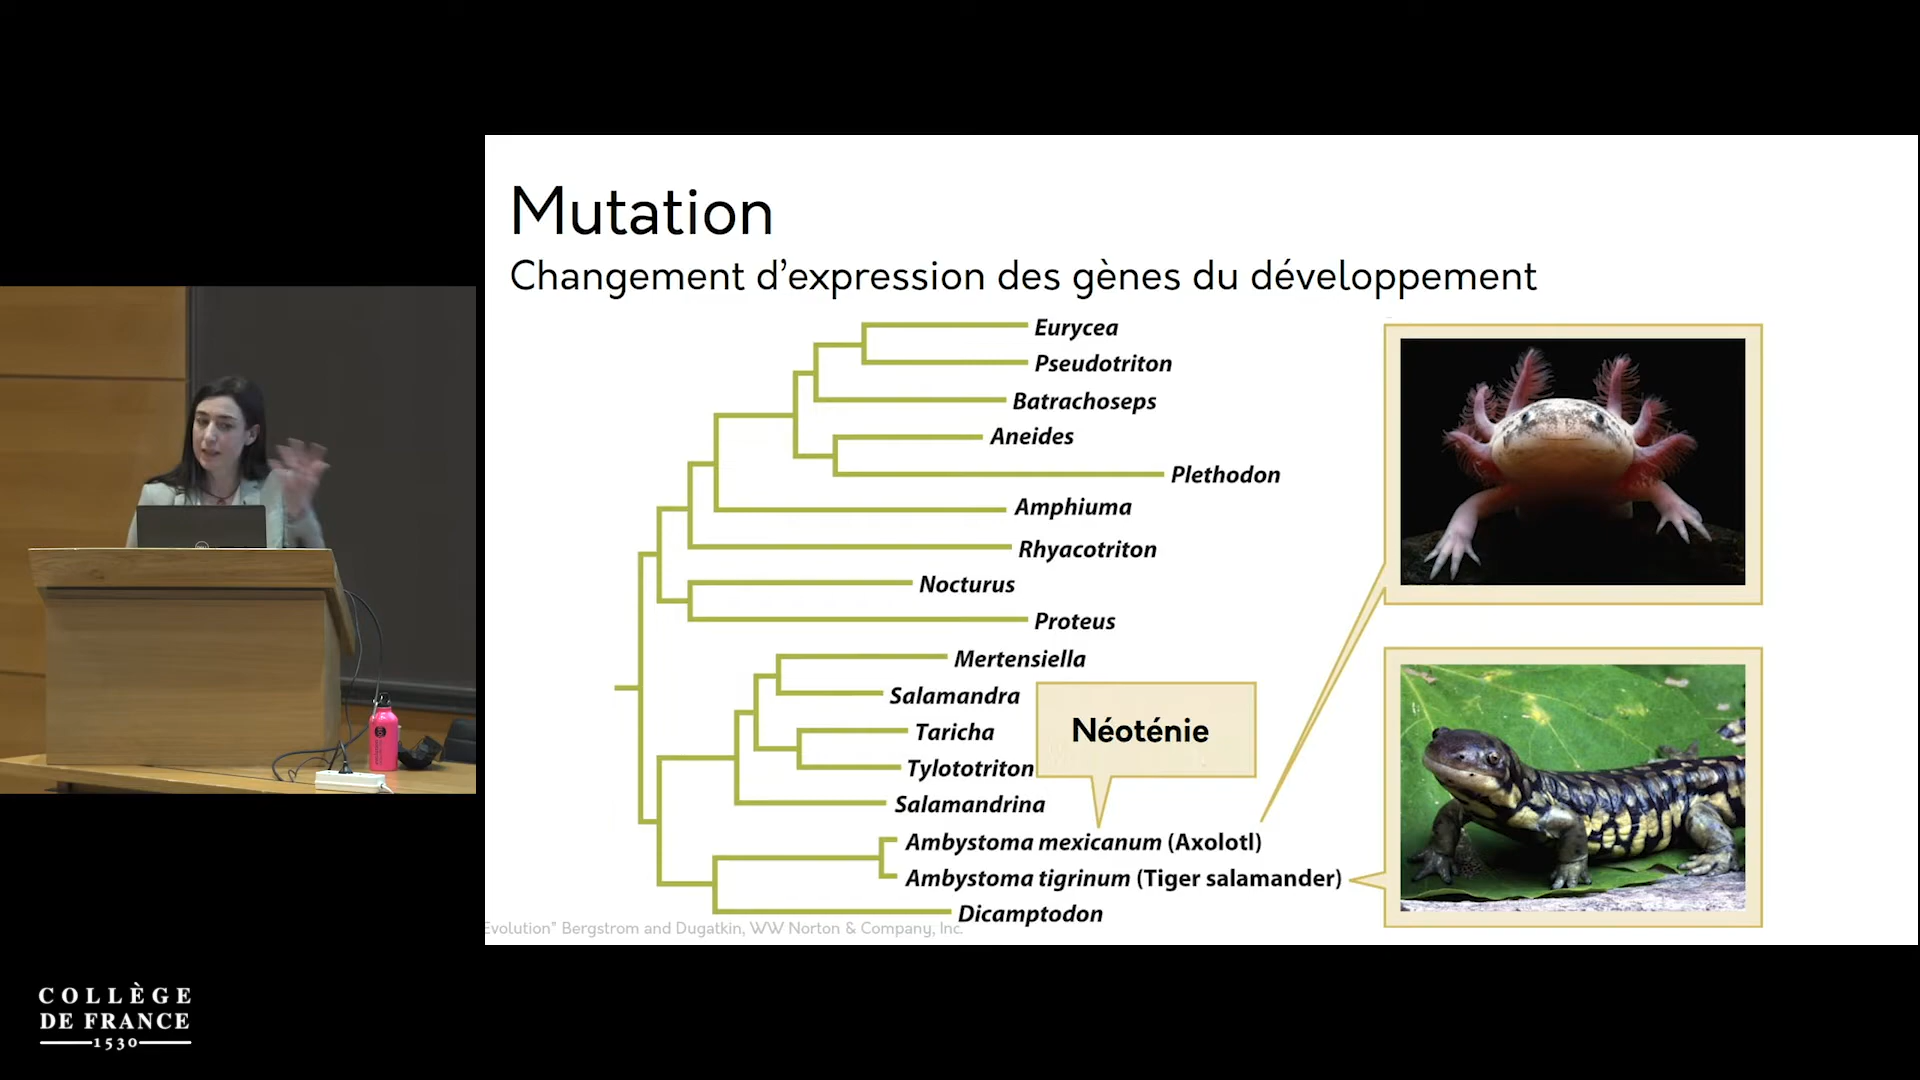 Mutation
Changement d'expression des gènes du développement
Eurycea
Pseudotriton
Batrachoseps
Aneides
Plethodon
Amphiuma
Rhyacotriton
Nocturus
Proteus
Mertensiella
Salamandra
Néoténie
Taricha
Tylototriton
Salamandrina
Ambystoma mexicanum (Axolotl)
Ambystoma tigrinum (Tiger salamander)
Dicamptodon
Evolution" Bergstrom and Dugatkin, WW Norton & Company, Inc.
COLLÈGE
DE FRANCE
1530